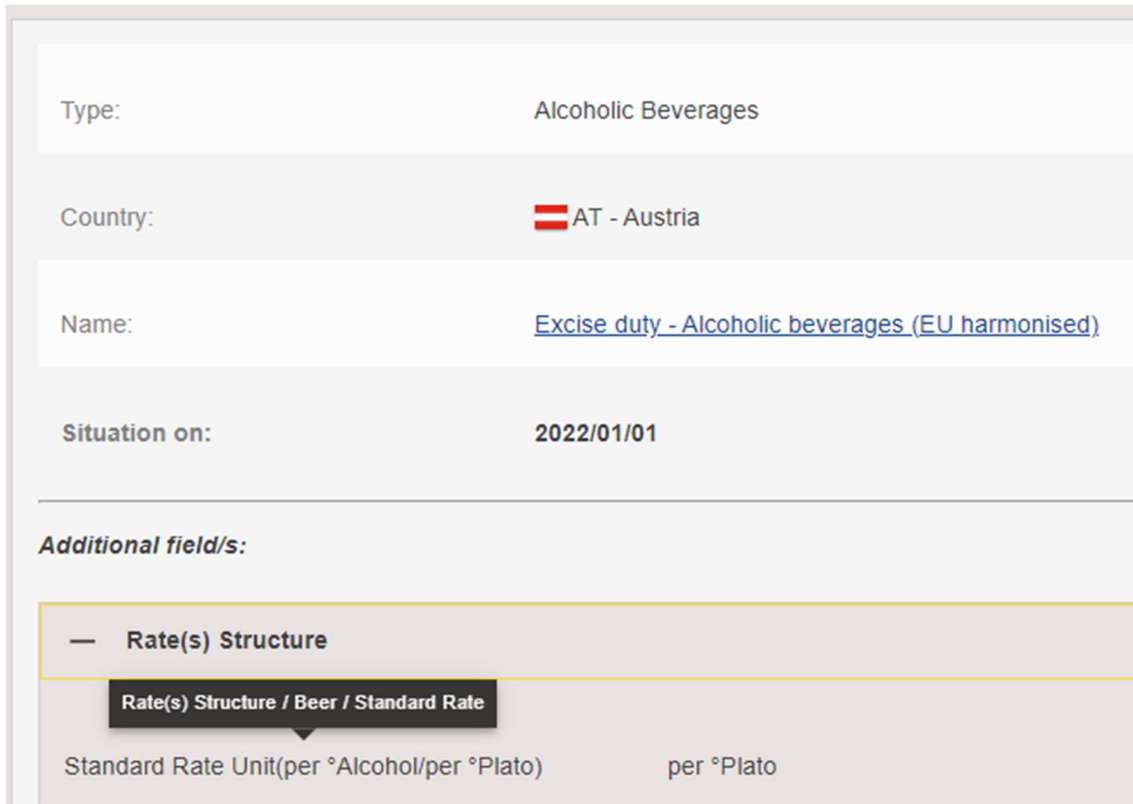 Type: Alcoholic Beverages
Country: AT - Austria
Name: Excise duty - Alcoholic beverages (EU harmonised)
Situation on: 2022/01/01
Additional field/s:
— Rate(s) Structure
Rate(s) Structure / Beer / Standard Rate
Standard Rate Unit(per °Alcohol/per °Plato) per °Plato